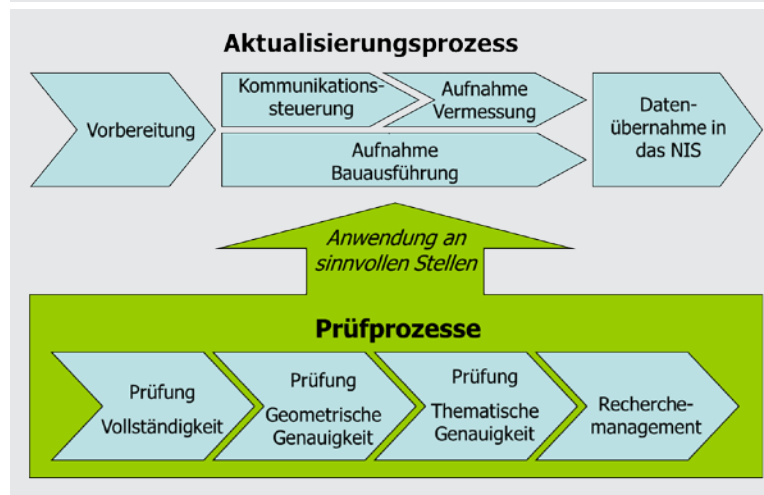 Aktualisierungsprozess
Vorbereitung
Kommunikations-
steuerung
Aufnahme
Vermessung
Aufnahme
Bauausführung
Daten-
übernahme in
das NIS
Anwendung an
sinnvollen Stellen
Prüfprozesse
Prüfung
Vollständigkeit
Prüfung
Geometrische
Genauigkeit
Prüfung
Thematische
Genauigkeit
Recherche-
management